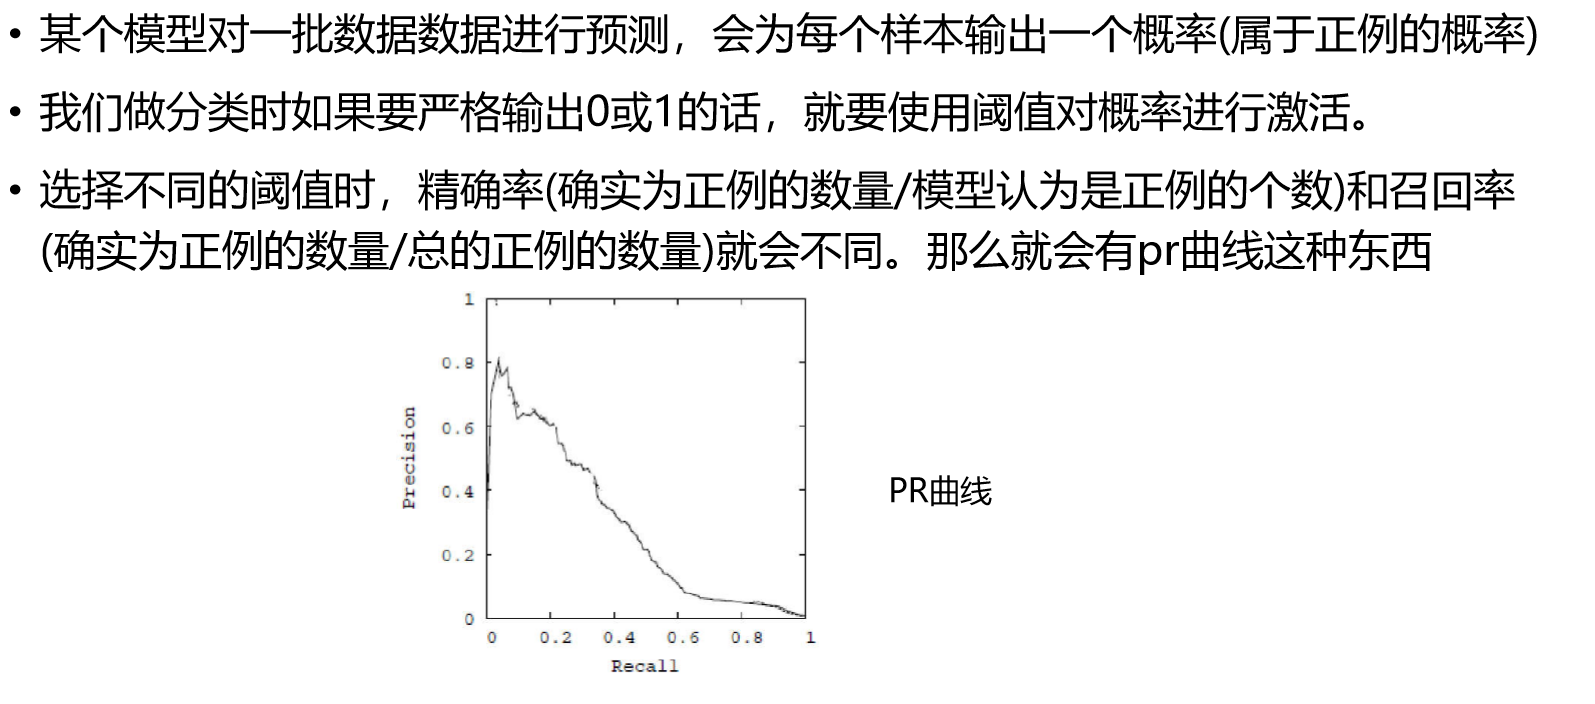 • 某个模型对一批数据数据进行预测，会为每个样本输出一个概率(属于正例的概率)
• 我们做分类时如果要严格输出0或1的话，就要使用阈值对概率进行激活。
• 选择不同的阈值时，精确率(确实为正例的数量/模型认为是正例的个数)和召回率
(确实为正例的数量/总的正例的数量)就会不同。那么就会有pr曲线这种东西
1
0.8
0.6
0.4
0.2
0
Precision
0 0.2 0.4 0.6 0.8 1
Recall
PR曲线